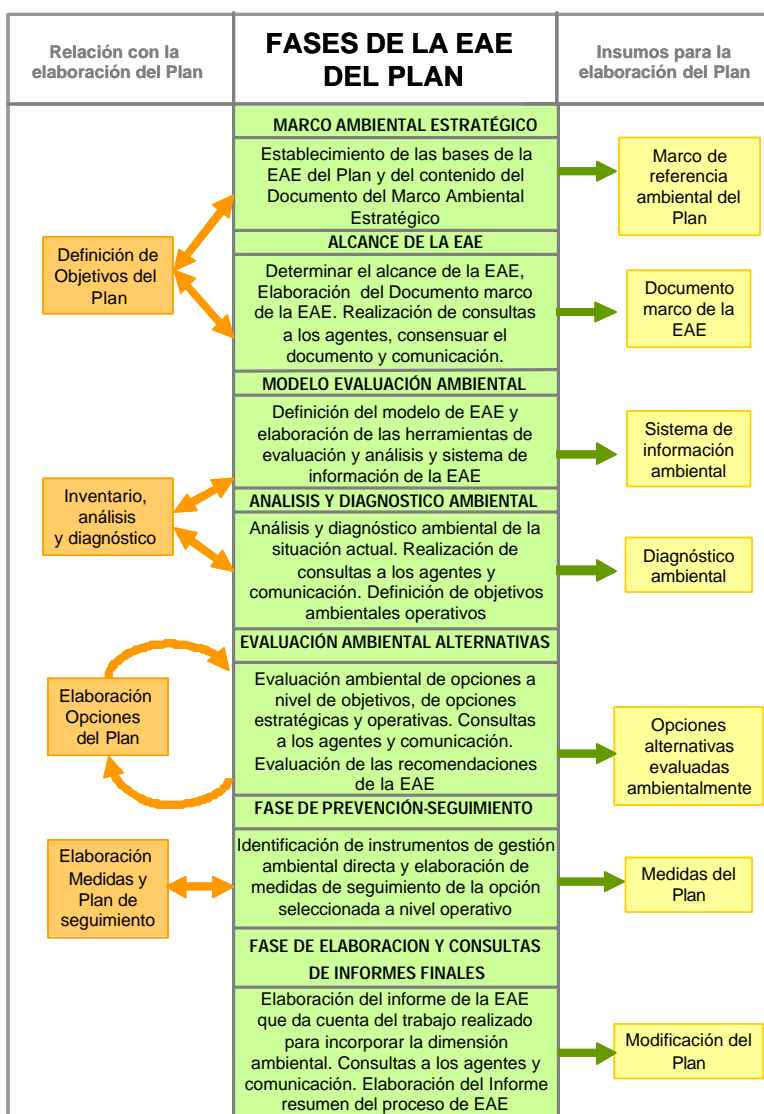 Relación con la
elaboración del Plan
FASES DE LA EAE
DEL PLAN
Insumos para la
elaboración del Plan
MARCO AMBIENTAL ESTRATÉGICO
Establecimiento de las bases de la
EAE del Plan y del contenido del
Documento del Marco Ambiental
Estratégico
Marco de
referencia
ambiental del
Plan
Definición de
Objetivos del
Plan
ALCANCE DE LA EAE
Determinar el alcance de la EAE,
Elaboración del Documento marco
de la EAE. Realización de consultas
a los agentes, consensuar el
documento y comunicación.
Documento
marco de la
EAE
MODELO EVALUACIÓN AMBIENTAL
Definición del modelo de EAE y
elaboración de las herramientas de
evaluación y análisis y sistema de
información de la EAE
Sistema de
información
ambiental
Inventario,
análisis
y diagnóstico
ANALISIS Y DIAGNOSTICO AMBIENTAL
Análisis y diagnóstico ambiental de la
situación actual. Realización de
consultas a los agentes y
comunicación. Definición de objetivos
ambientales operativos
Diagnóstico
ambiental
EVALUACIÓN AMBIENTAL ALTERNATIVAS
Elaboración
Opciones
del Plan
Evaluación ambiental de opciones a
nivel de objetivos, de opciones
estratégicas y operativas. Consultas
a los agentes y comunicación.
Evaluación de las recomendaciones
de la EAE
Opciones
alternativas
evaluadas
ambientalmente
FASE DE PREVENCIÓN-SEGUIMIENTO
Elaboración
Medidas y
Plan de
seguimiento
Identificación de instrumentos de gestión
ambiental directa y elaboración de
medidas de seguimiento de la opción
seleccionada a nivel operativo
Medidas del
Plan
FASE DE ELABORACION Y CONSULTAS
DE INFORMES FINALES
Elaboración del informe de la EAE
que da cuenta del trabajo realizado
para incorporar la dimensión
ambiental. Consultas a los agentes y
comunicación. Elaboración del Informe
resumen del proceso de EAE
Modificación del
Plan